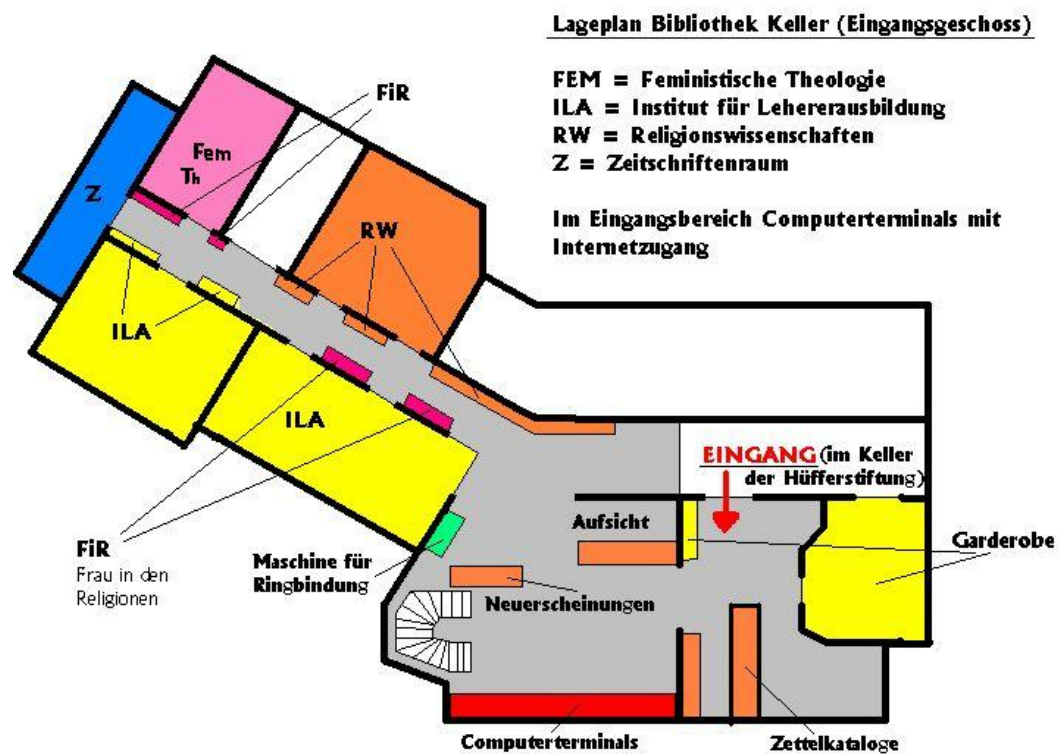 Lageplan Bibliothek Keller (Eingangsgeschoss)
FEM = Feministische Theologie
ILA = Institut für Lehererausbildung
RW = Religionswissenschaften
Z = Zeitschriftenraum
Im Eingangsbereich Computerterminals mit
Internetzugang
FiR
Fem
Th
Z
RW
ILA
ILA
EINGANG (im Keller
der Hüfferstiftung)
Aufsicht
Garderobe
FiR
Frau in den
Religionen
Maschine für
Ringbindung
Neuerscheinungen
Computerterminals
Zettelkataloge